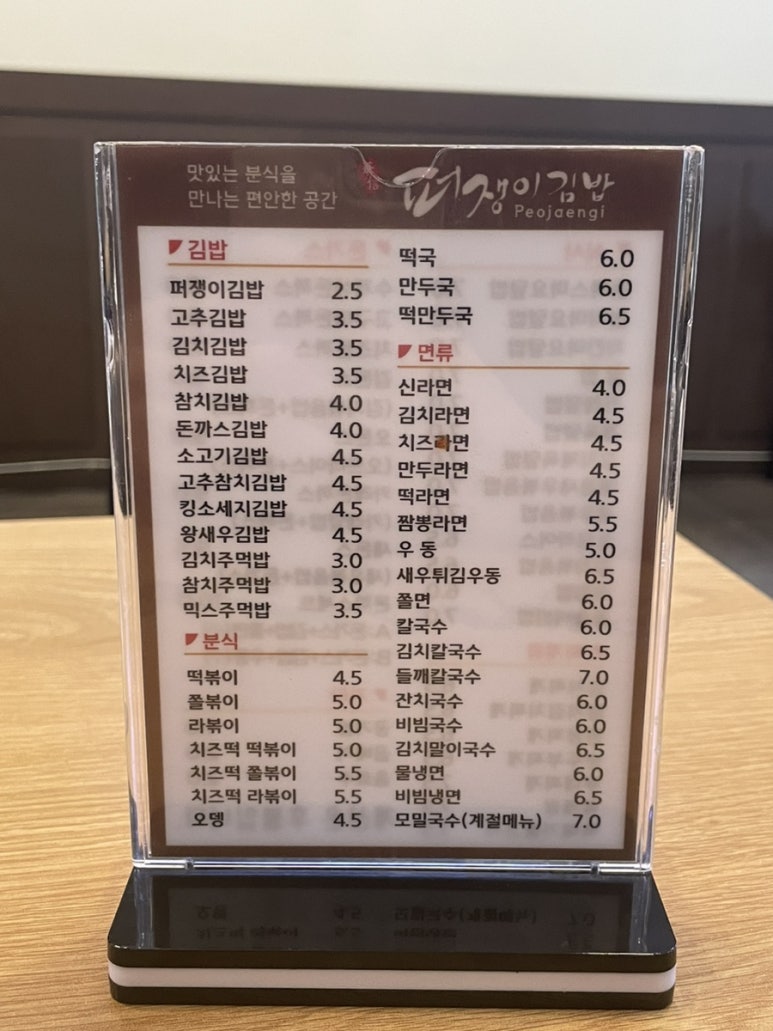 맛있는 분식을
만나는 편안한 공간
퍼쟁이김밥
Peojaengi
김밥
퍼쟁이김밥 2.5
고추김밥 3.5
김치김밥 3.5
치즈김밥 3.5
참치김밥 4.0
돈까스김밥 4.0
소고기김밥 4.5
고추참치김밥 4.5
킹소세지김밥 4.5
왕새우김밥 4.5
김치주먹밥 3.0
참치주먹밥 3.0
믹스주먹밥 3.5
분식
떡볶이 4.5
쫄볶이 5.0
라볶이 5.0
치즈떡 떡볶이 5.0
치즈떡 쫄볶이 5.5
치즈떡 라볶이 5.5
오뎅 4.5
떡국 6.0
만두국 6.0
떡만두국 6.5
면류
신라면 4.0
김치라면 4.5
치즈라면 4.5
만두라면 4.5
떡라면 4.5
짬뽕라면 5.5
우 동 5.0
새우튀김우동 6.5
쫄면 6.0
칼국수 6.0
김치칼국수 6.5
들깨칼국수 7.0
잔치국수 6.0
비빔국수 6.0
김치말이국수 6.5
물냉면 6.0
비빔냉면 6.5
모밀국수(계절메뉴) 7.0